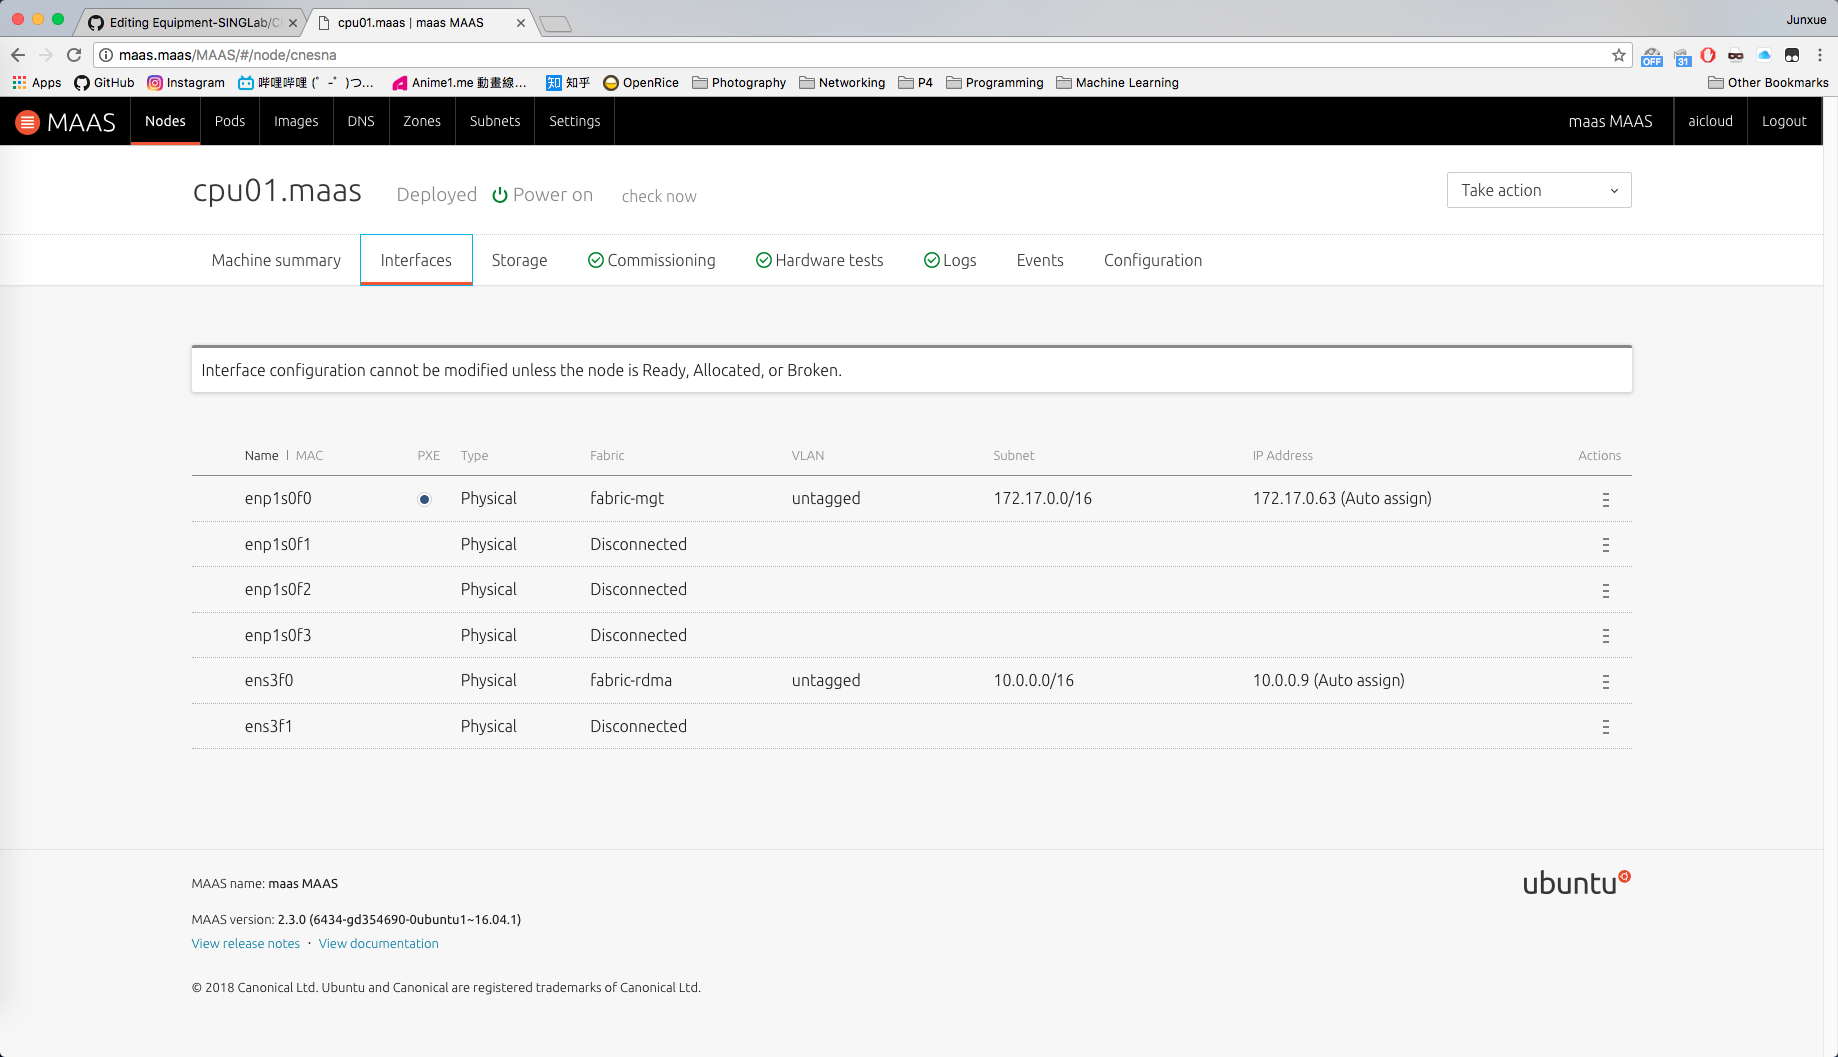 Editing Equipment-SINGLab/C
cpu01.maas | maas MAAS
Junxue
maas.maas/MAAS/#/node/cnesna
OFF
31
Apps GitHub Instagram 哔哩哔哩 (゜-゜)つ... Anime1.me 動畫線... 知 知乎 OpenRice Photography Networking P4 Programming Machine Learning Other Bookmarks
MAAS Nodes Pods Images DNS Zones Subnets Settings maas MAAS aicloud Logout
cpu01.maas Deployed Power on check now Take action
Machine summary Interfaces Storage Commissioning Hardware tests Logs Events Configuration
Interface configuration cannot be modified unless the node is Ready, Allocated, or Broken.
Name | MAC PXE Type Fabric VLAN Subnet IP Address Actions
enp1s0f0 Physical fabric-mgt untagged 172.17.0.0/16 172.17.0.63 (Auto assign)
enp1s0f1 Physical Disconnected
enp1s0f2 Physical Disconnected
enp1s0f3 Physical Disconnected
ens3f0 Physical fabric-rdma untagged 10.0.0.0/16 10.0.0.9 (Auto assign)
ens3f1 Physical Disconnected
MAAS name: maas MAAS
ubuntu
MAAS version: 2.3.0 (6434-gd354690-0ubuntu1~16.04.1)
View release notes · View documentation
© 2018 Canonical Ltd. Ubuntu and Canonical are registered trademarks of Canonical Ltd.